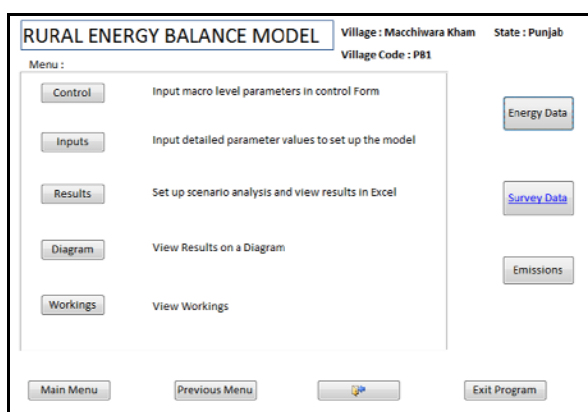 RURAL ENERGY BALANCE MODEL
Village : Macchiwara Kham State : Punjab
Village Code : PB1
Menu :
Control Input macro level parameters in control Form
Energy Data
Inputs Input detailed parameter values to set up the model
Results Set up scenario analysis and view results in Excel
Survey Data
Diagram View Results on a Diagram
Emissions
Workings View Workings
Main Menu Previous Menu Exit Program